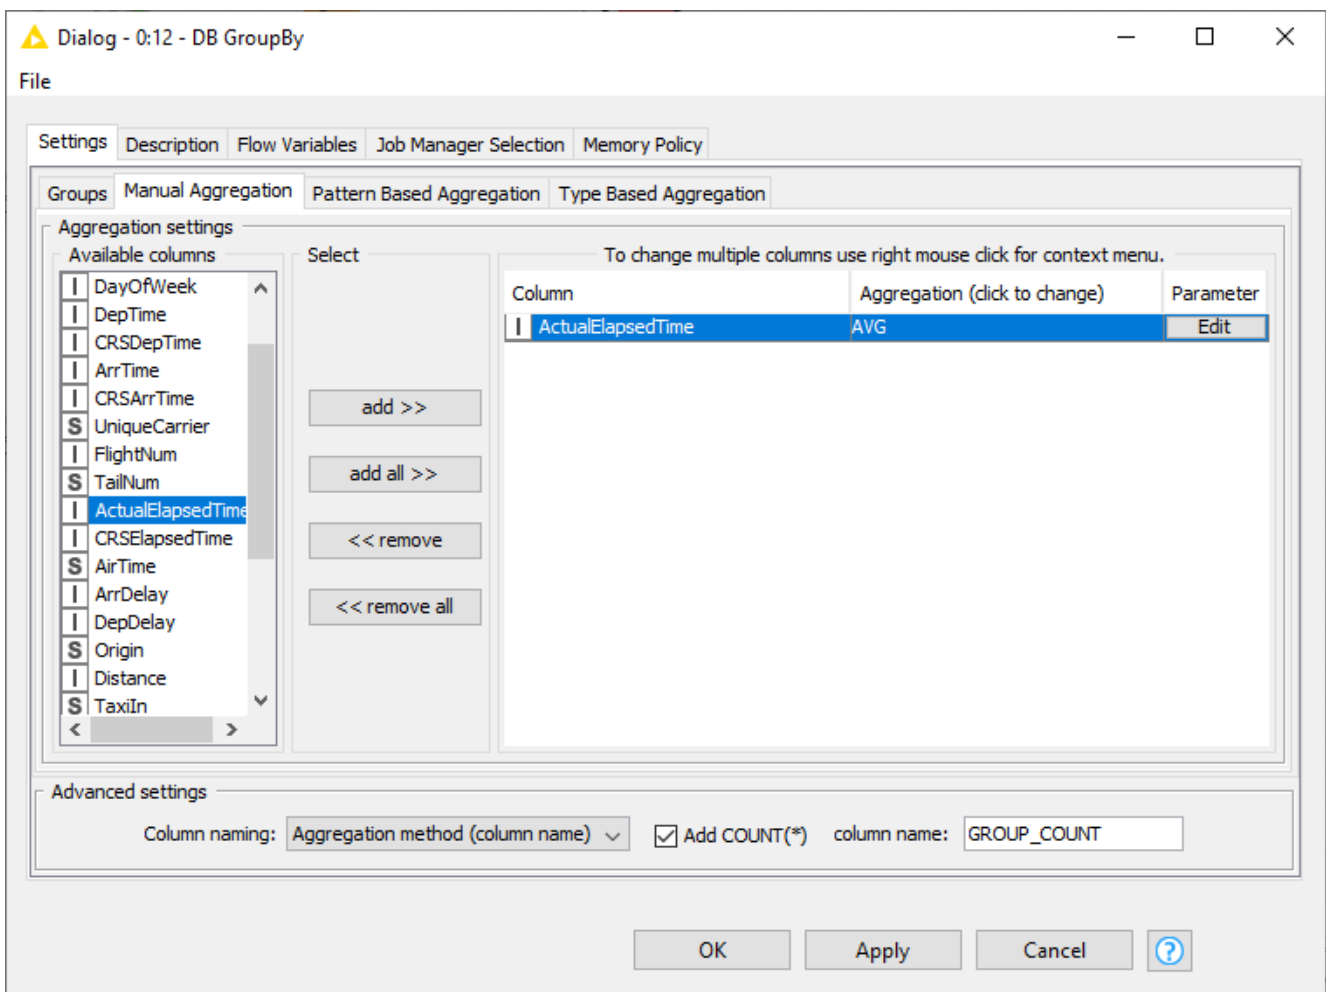 Dialog - 0:12 - DB GroupBy
File
Settings Description Flow Variables Job Manager Selection Memory Policy
Groups Manual Aggregation Pattern Based Aggregation Type Based Aggregation
Aggregation settings
Available columns Select To change multiple columns use right mouse click for context menu.
I DayOfWeek
I DepTime
I CRSDepTime
I ArrTime
I CRSArrTime
S UniqueCarrier
I FlightNum
S TailNum
I ActualElapsedTime
I CRSElapsedTime
S AirTime
I ArrDelay
I DepDelay
S Origin
I Distance
S TaxiIn
add >>
add all >>
<< remove
<< remove all
Column Aggregation (click to change) Parameter
I ActualElapsedTime AVG Edit
Advanced settings
Column naming: Aggregation method (column name) Add COUNT(*) column name: GROUP_COUNT
OK Apply Cancel ?